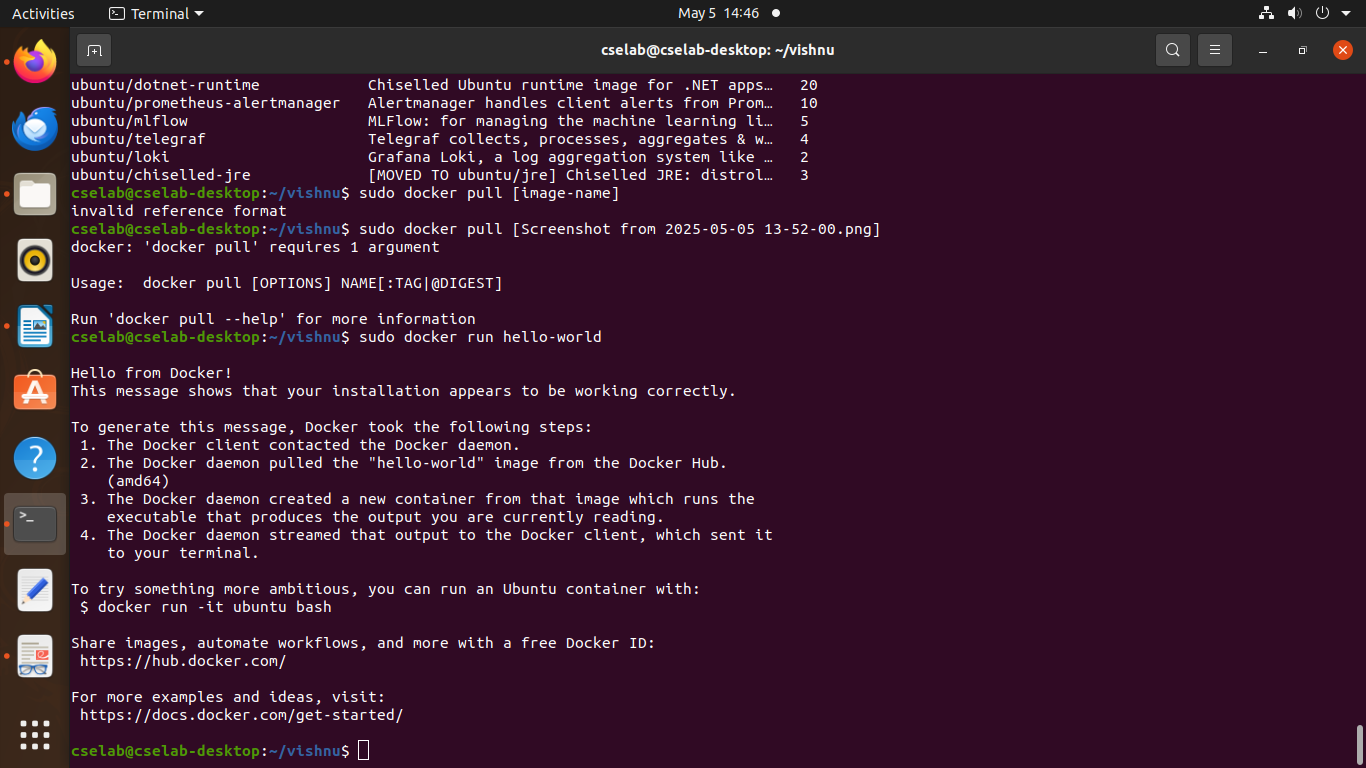 Activities
Terminal
May 5 14:46
cselab@cselab-desktop: ~/vishnu
ubuntu/dotnet-runtime Chiselled Ubuntu runtime image for .NET apps… 20
ubuntu/prometheus-alertmanager Alertmanager handles client alerts from Prom… 10
ubuntu/mlflow MLFlow: for managing the machine learning li… 5
ubuntu/telegraf Telegraf collects, processes, aggregates & w… 4
ubuntu/loki Grafana Loki, a log aggregation system like … 2
ubuntu/chiselled-jre [MOVED TO ubuntu/jre] Chiselled JRE: distrol… 3
cselab@cselab-desktop:~/vishnu$ sudo docker pull [image-name]
invalid reference format
cselab@cselab-desktop:~/vishnu$ sudo docker pull [Screenshot from 2025-05-05 13-52-00.png]
docker: 'docker pull' requires 1 argument
Usage:  docker pull [OPTIONS] NAME[:TAG|@DIGEST]
Run 'docker pull --help' for more information
cselab@cselab-desktop:~/vishnu$ sudo docker run hello-world
Hello from Docker!
This message shows that your installation appears to be working correctly.
To generate this message, Docker took the following steps:
1. The Docker client contacted the Docker daemon.
2. The Docker daemon pulled the "hello-world" image from the Docker Hub.
(amd64)
3. The Docker daemon created a new container from that image which runs the
executable that produces the output you are currently reading.
4. The Docker daemon streamed that output to the Docker client, which sent it
to your terminal.
To try something more ambitious, you can run an Ubuntu container with:
$ docker run -it ubuntu bash
Share images, automate workflows, and more with a free Docker ID:
https://hub.docker.com/
For more examples and ideas, visit:
https://docs.docker.com/get-started/
cselab@cselab-desktop:~/vishnu$